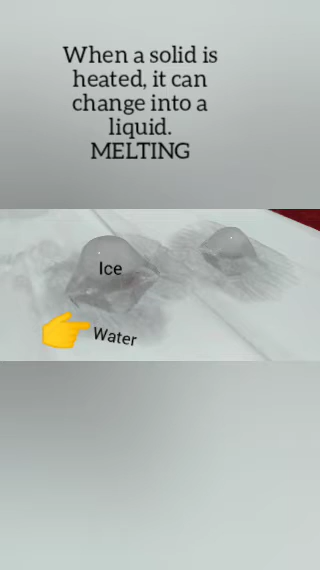 When a solid is
heated, it can
change into a
liquid.
MELTING
Ice
Water